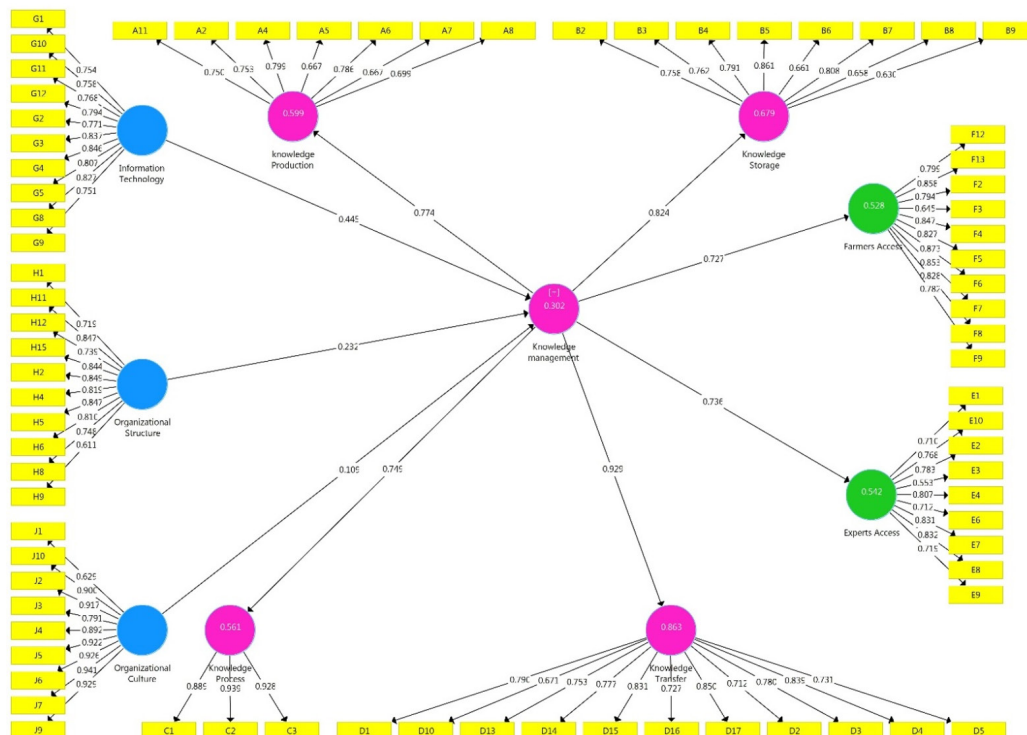 G1
G10
G11
G12
G2
G3
G4
G5
G8
G9
0.754
0.758
0.768
0.794
0.771
0.837
0.846
0.807
0.827
0.751
Information
Technology
A11 A2 A4 A5 A6 A7 A8
0.750 0.753 0.799 0.667 0.786 0.667 0.699
0.599
knowledge
Production
B2 B3 B4 B5 B6 B7 B8 B9
0.758 0.762 0.791 0.861 0.661 0.808 0.658 0.630
0.679
Knowledge
Storage
F12
F13
F2
F3
F4
F5
F6
F7
F8
F9
0.799
0.858
0.794
0.645
0.847
0.827
0.873
0.853
0.828
0.787
0.528
Farmers Access
0.774
0.824
0.445
0.727
[~]
0.302
Knowledge
management
H1
H11
H12
H15
H2
H4
H5
H6
H8
H9
0.719
0.847
0.739
0.844
0.849
0.819
0.847
0.810
0.748
0.611
Organizational
Structure
0.232
0.736
0.109
0.749
0.929
E1
E10
E2
E3
E4
E6
E7
E8
E9
0.710
0.768
0.783
0.553
0.807
0.712
0.831
0.832
0.719
0.542
Experts Access
J1
J10
J2
J3
J4
J5
J6
J7
J9
0.629
0.900
0.917
0.791
0.892
0.922
0.926
0.941
0.929
Organizational
Culture
0.561
Knowledge
Process
0.889 0.939 0.928
C1 C2 C3
0.863
Knowledge
Transfer
0.790 0.671 0.753 0.777 0.831 0.727 0.850 0.712 0.780 0.839 0.731
D1 D10 D13 D14 D15 D16 D17 D2 D3 D4 D5